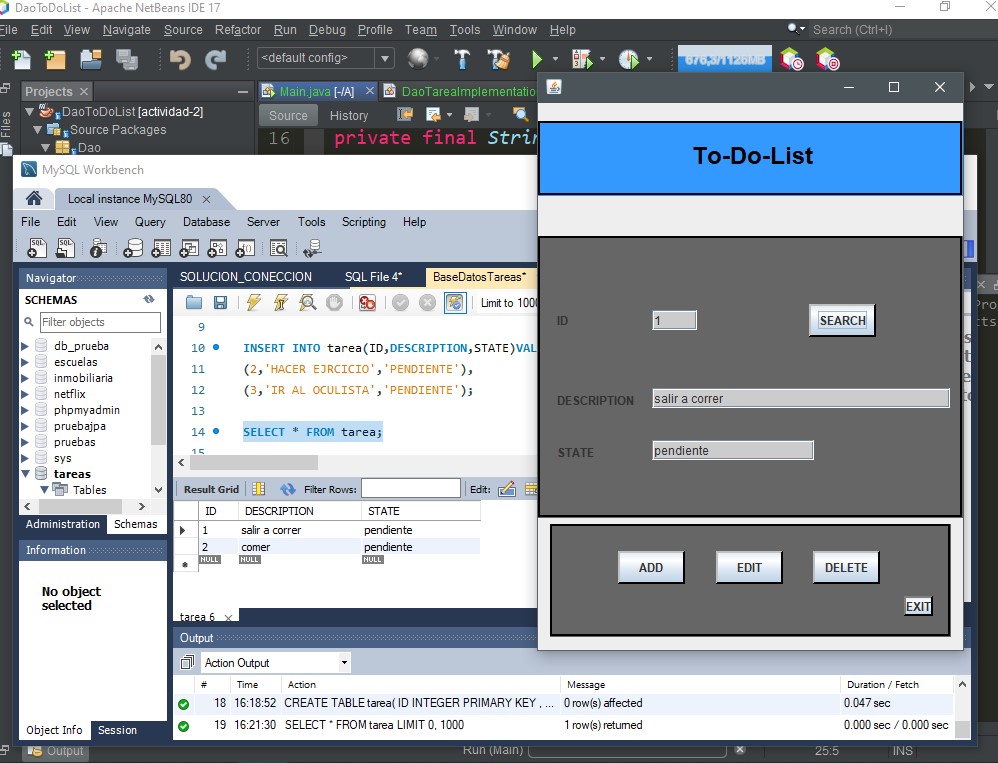 DaoToDoList - Apache NetBeans IDE 17
File Edit View Navigate Source Refactor Run Debug Profile Team Tools Window Help
Search (Ctrl+I)
<default config>
676,3/1126MB
Projects
Main.java [-/A]
DaoTareaImplementatio
Files
DaoToDoList [actividad-2]
Source Packages
Dao
Source History
16 private final Strin
To-Do-List
ID
1
SEARCH
DESCRIPTION
salir a correr
STATE
pendiente
ADD
EDIT
DELETE
EXIT
MySQL Workbench
Local instance MySQL80
File Edit View Query Database Server Tools Scripting Help
Navigator
SCHEMAS
Filter objects
db_prueba
escuelas
inmobiliaria
netflix
phpmyadmin
pruebajpa
pruebas
sys
tareas
Tables
Administration Schemas
Information
No object
selected
Object Info Session
SOLUCION_CONECCION SQL File 4* BaseDatosTareas*
Limit to 1000
9
10 INSERT INTO tarea(ID,DESCRIPTION,STATE)VAL
11 (2,'HACER EJRCICIO','PENDIENTE'),
12 (3,'IR AL OCULISTA','PENDIENTE');
13
14 SELECT * FROM tarea;
15
Result Grid Filter Rows: Edit:
ID DESCRIPTION STATE
1 salir a correr pendiente
2 comer pendiente
NULL NULL NULL
tarea 6
Output
Action Output
# Time Action Message Duration / Fetch
18 16:18:52 CREATE TABLE tarea( ID INTEGER PRIMARY KEY , ... 0 row(s) affected 0.047 sec
19 16:21:30 SELECT * FROM tarea LIMIT 0, 1000 1 row(s) returned 0.000 sec / 0.000 sec
Output
Run (Main)
25:5
INS